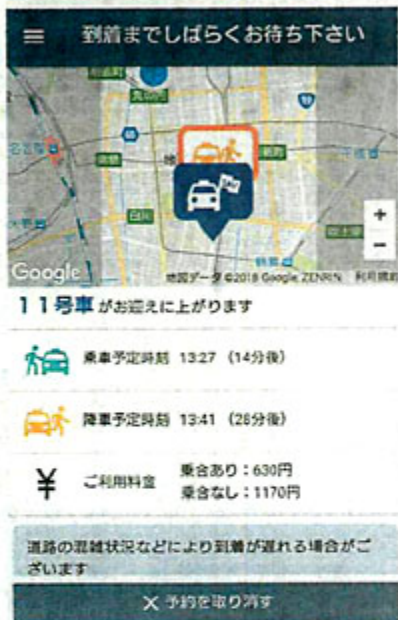 到着までしばらくお待ち下さい
白川
+
-
Google
地図データ ©2018 Google, ZENRIN 利用規約
11号車 がお迎えに上がります
乗車予定時刻 13:27 (14分後)
降車予定時刻 13:41 (28分後)
¥ ご利用料金 乗合あり：630円
乗合なし：1170円
道路の混雑状況などにより到着が遅れる場合がご
ざいます
× 予約を取り消す